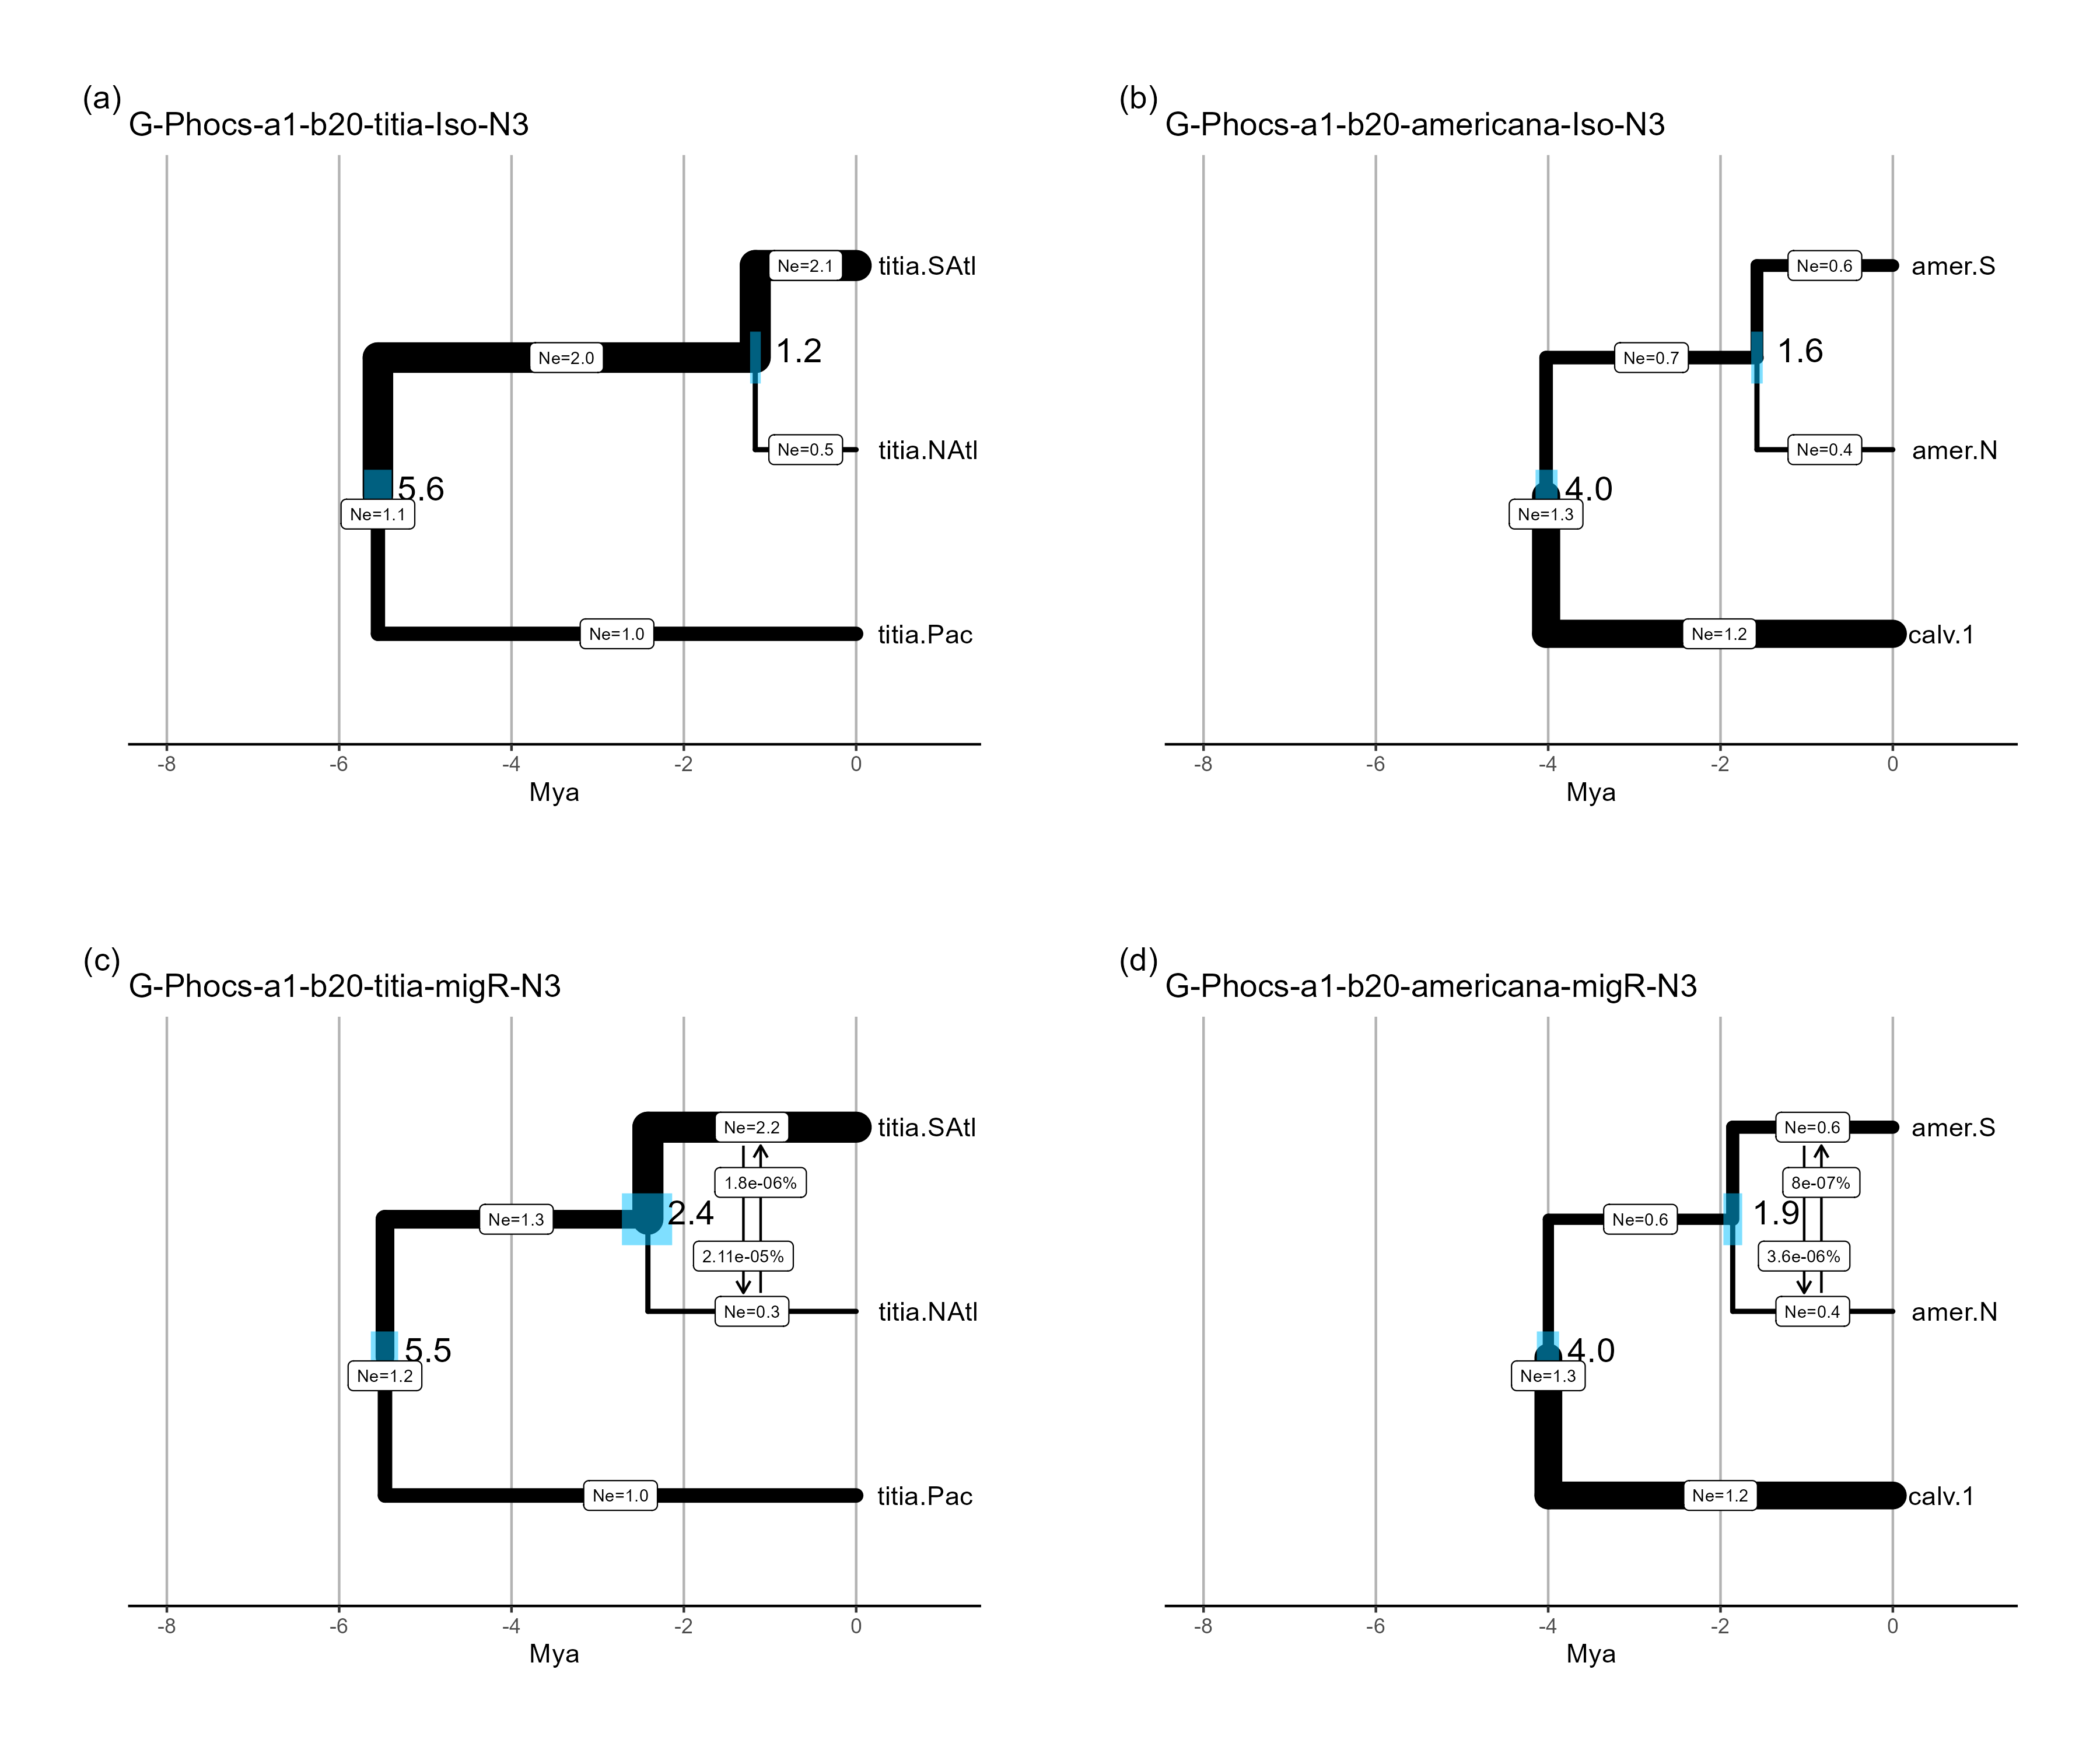 (a)
G-Phocs-a1-b20-titia-Iso-N3
Ne=2.1
titia.SAtl
1.2
Ne=2.0
Ne=0.5
titia.NAtl
5.6
Ne=1.1
Ne=1.0
titia.Pac
-8 -6 -4 -2 0
Mya
(b)
G-Phocs-a1-b20-americana-Iso-N3
Ne=0.6
amer.S
1.6
Ne=0.7
Ne=0.4
amer.N
4.0
Ne=1.3
Ne=1.2
calv.1
-8 -6 -4 -2 0
Mya
(c)
G-Phocs-a1-b20-titia-migR-N3
Ne=2.2
titia.SAtl
1.8e-06%
2.4
Ne=1.3
2.11e-05%
Ne=0.3
titia.NAtl
5.5
Ne=1.2
Ne=1.0
titia.Pac
-8 -6 -4 -2 0
Mya
(d)
G-Phocs-a1-b20-americana-migR-N3
Ne=0.6
amer.S
8e-07%
1.9
Ne=0.6
3.6e-06%
Ne=0.4
amer.N
4.0
Ne=1.3
Ne=1.2
calv.1
-8 -6 -4 -2 0
Mya